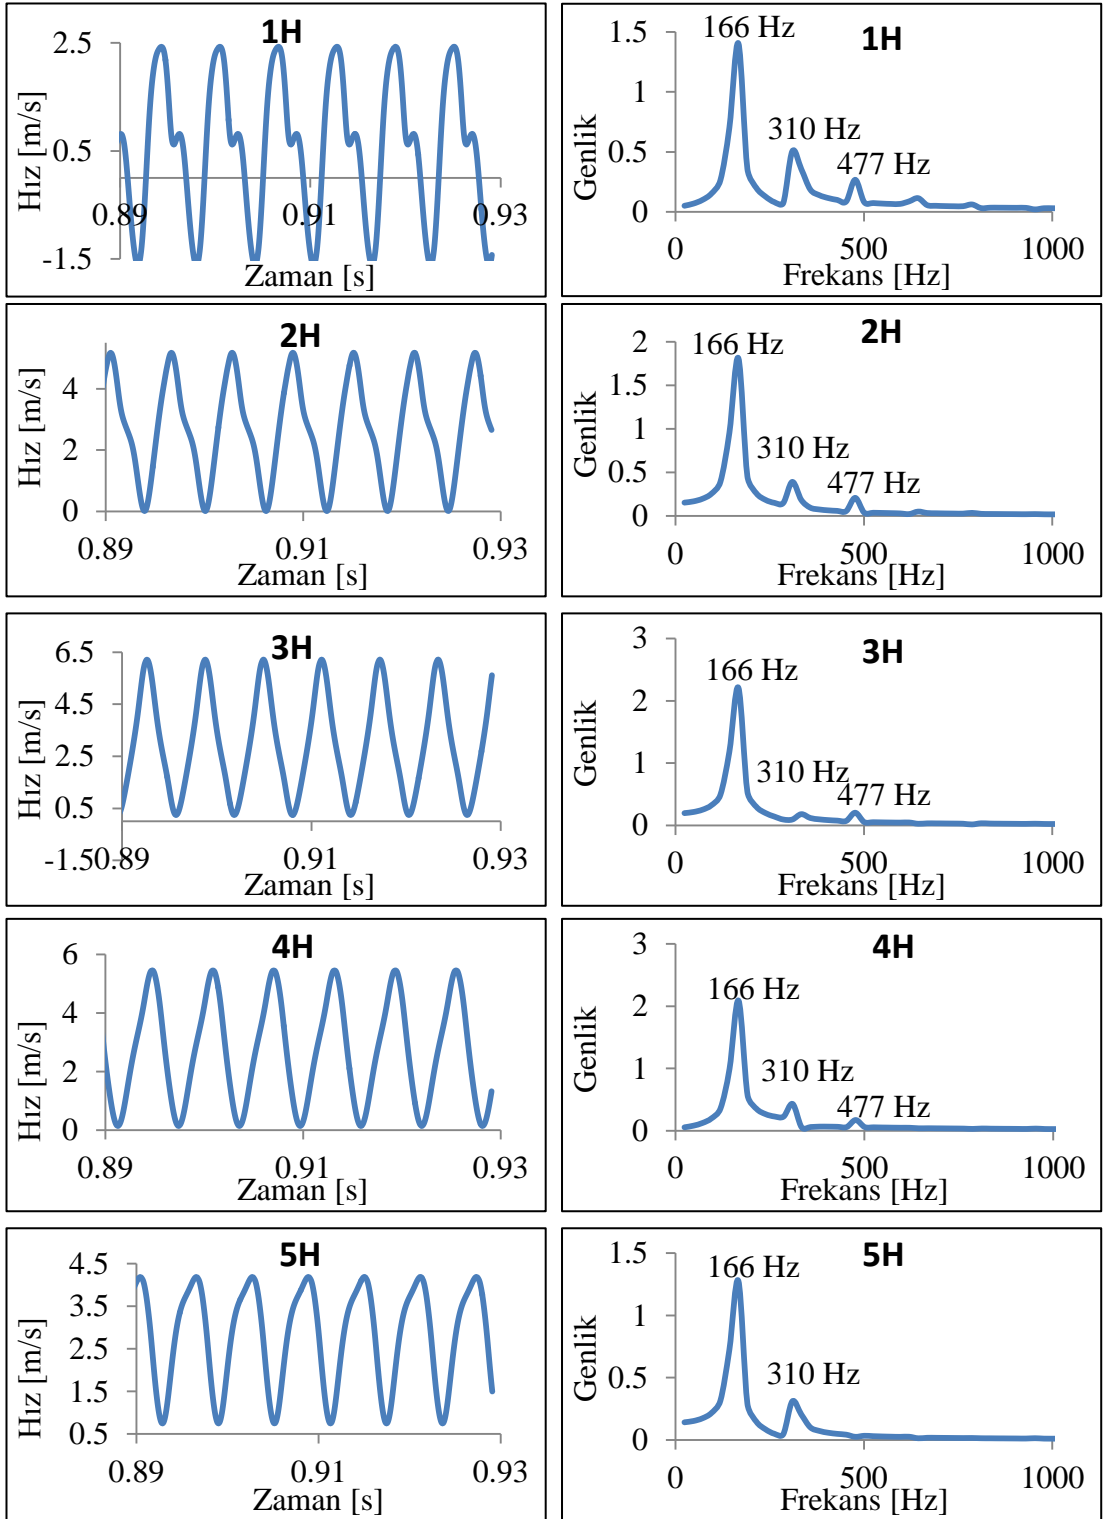 1H
2.5
0.5
-1.5
Hız [m/s]
0.89
0.91
0.93
Zaman [s]
1H
166 Hz
310 Hz
477 Hz
1.5
1
0.5
0
Genlik
0
500
1000
Frekans [Hz]
2H
4
2
0
Hız [m/s]
0.89
0.91
0.93
Zaman [s]
2H
166 Hz
310 Hz
477 Hz
2
1.5
1
0.5
0
Genlik
0
500
1000
Frekans [Hz]
3H
6.5
4.5
2.5
0.5
-1.5
Hız [m/s]
0.89
0.91
0.93
Zaman [s]
3H
166 Hz
310 Hz
477 Hz
3
2
1
0
Genlik
0
500
1000
Frekans [Hz]
4H
6
4
2
0
Hız [m/s]
0.89
0.91
0.93
Zaman [s]
4H
166 Hz
310 Hz
477 Hz
3
2
1
0
Genlik
0
500
1000
Frekans [Hz]
5H
4.5
3.5
2.5
1.5
0.5
Hız [m/s]
0.89
0.91
0.93
Zaman [s]
5H
166 Hz
310 Hz
1.5
1
0.5
0
Genlik
0
500
1000
Frekans [Hz]